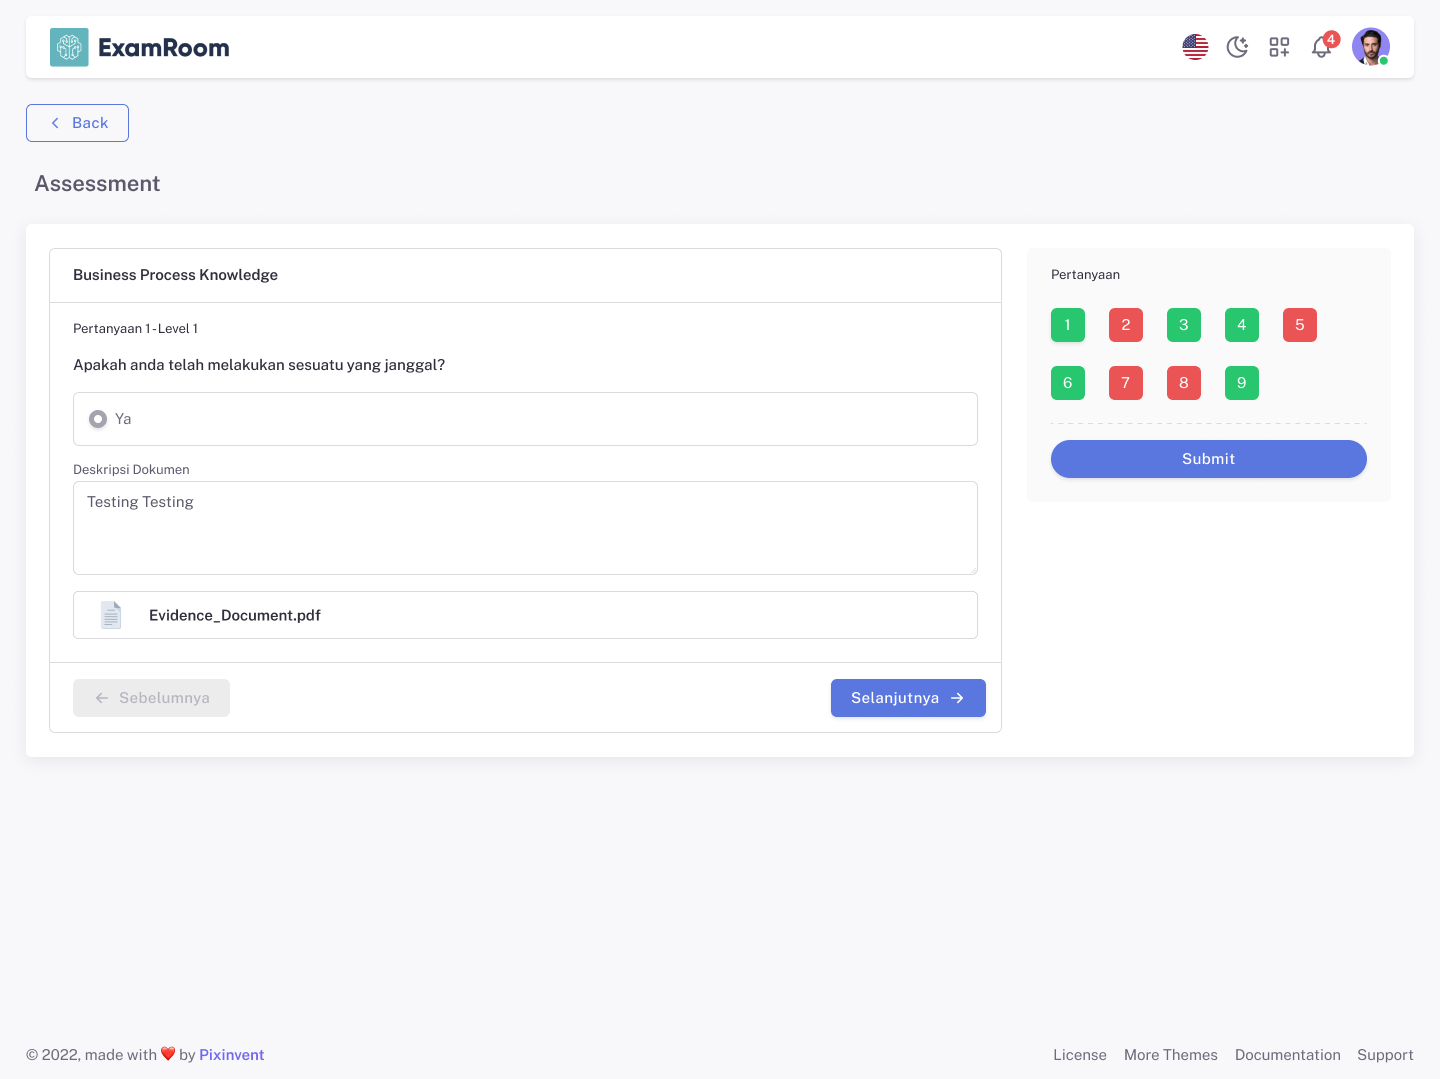 ExamRoom
4
Back
Assessment
Business Process Knowledge
Pertanyaan 1 - Level 1
Apakah anda telah melakukan sesuatu yang janggal?
Ya
Deskripsi Dokumen
Testing Testing
Evidence_Document.pdf
Sebelumnya
Selanjutnya
Pertanyaan
1 2 3 4 5
6 7 8 9
Submit
© 2022, made with ❤️ by Pixinvent
License More Themes Documentation Support